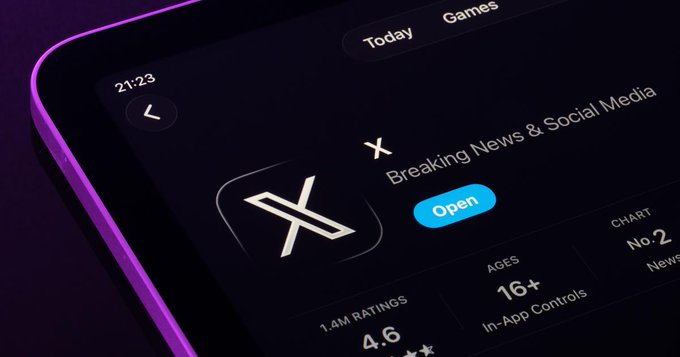 Today
Games
21:23
X
Breaking News & Social Media
Open
1.4M RATINGS
4.6
AGES
16+
In-App Controls
CHART
No.2
News